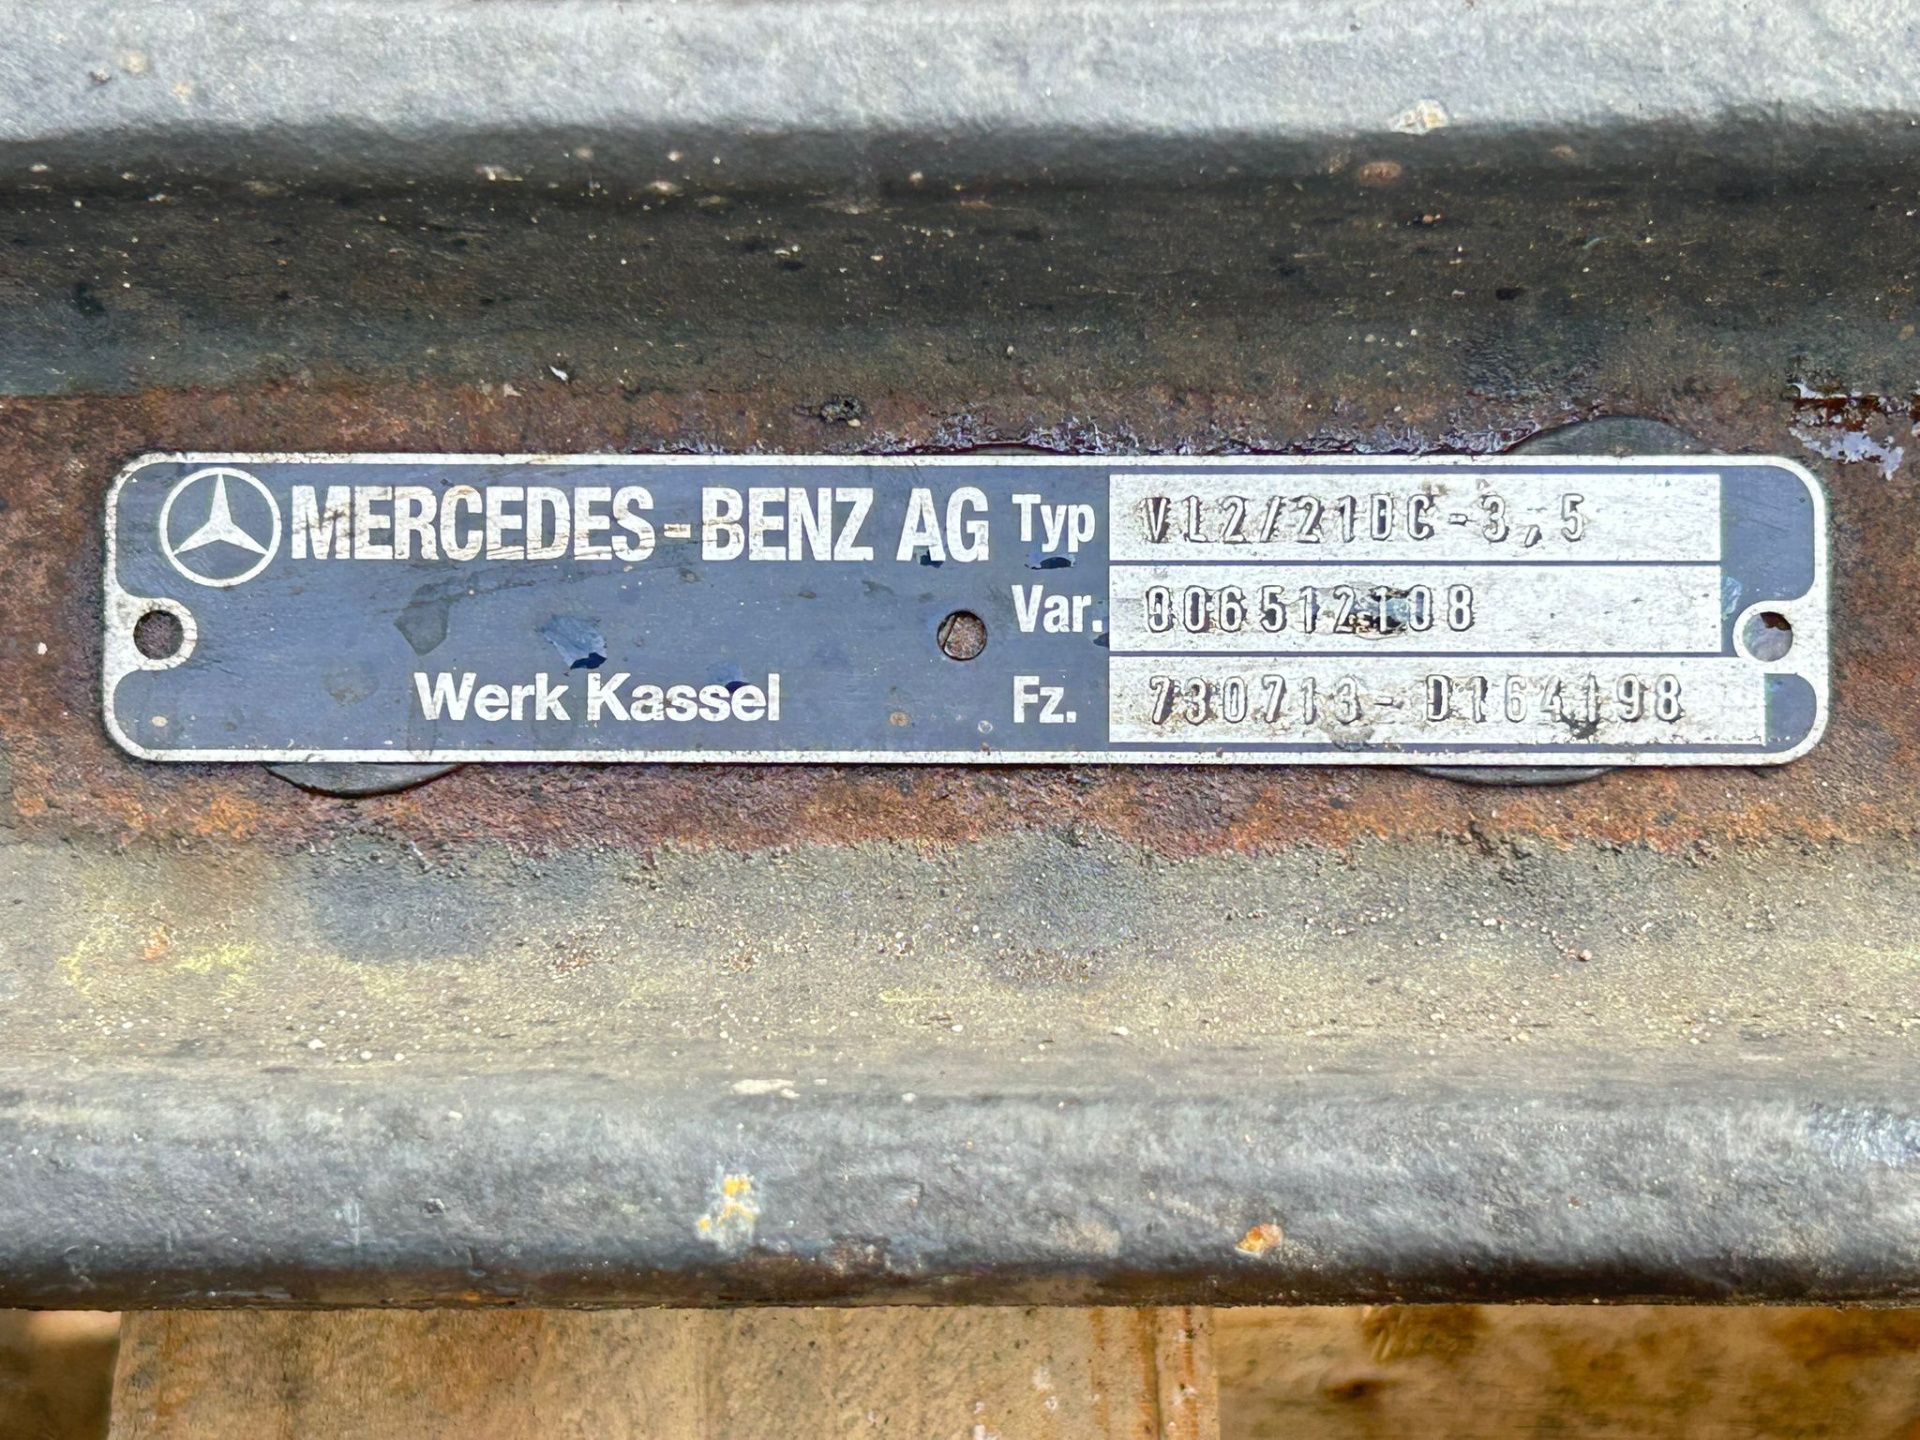 MERCEDES-BENZ AG Typ VL2/21DC-3,5
Var. 006512108
Werk Kassel Fz. 730713-D164198